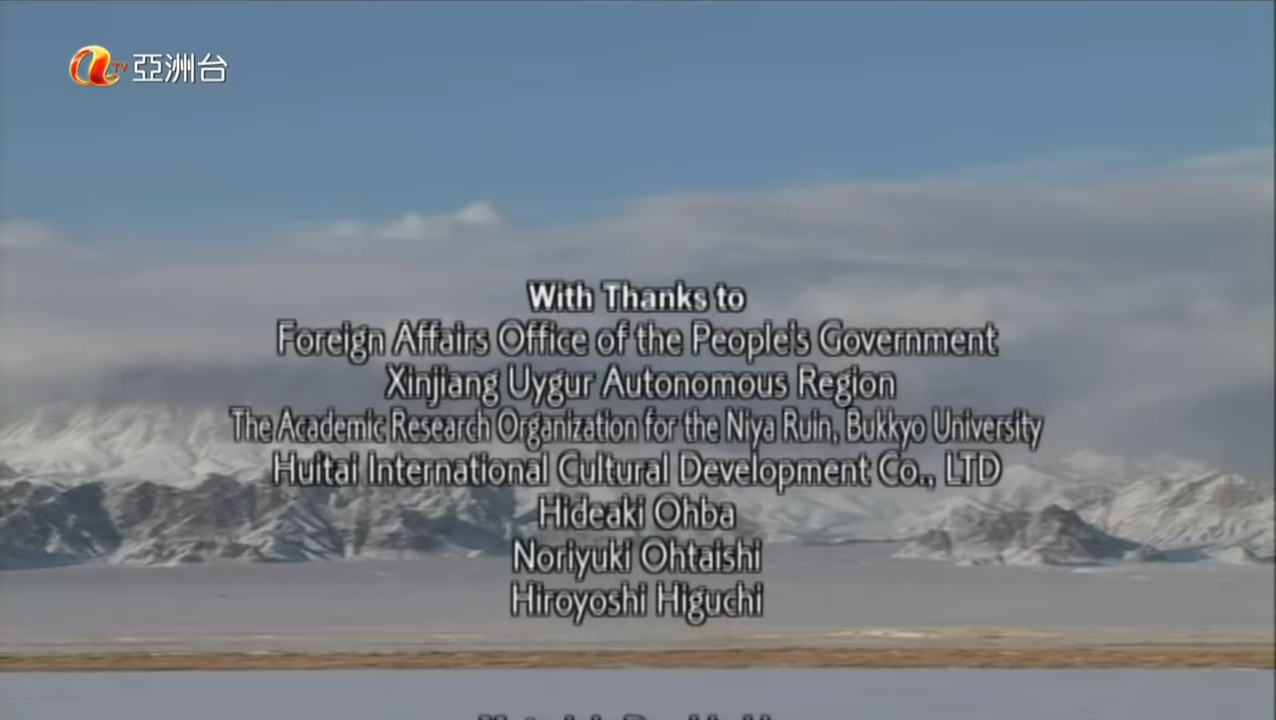 aTV 亞洲台
With Thanks to
Foreign Affairs Office of the People's Government
Xinjiang Uygur Autonomous Region
The Academic Research Organization for the Niya Ruin, Bukkyo University
Huitai International Cultural Development Co., LTD
Hideaki Ohba
Noriyuki Ohtaishi
Hiroyoshi Higuchi